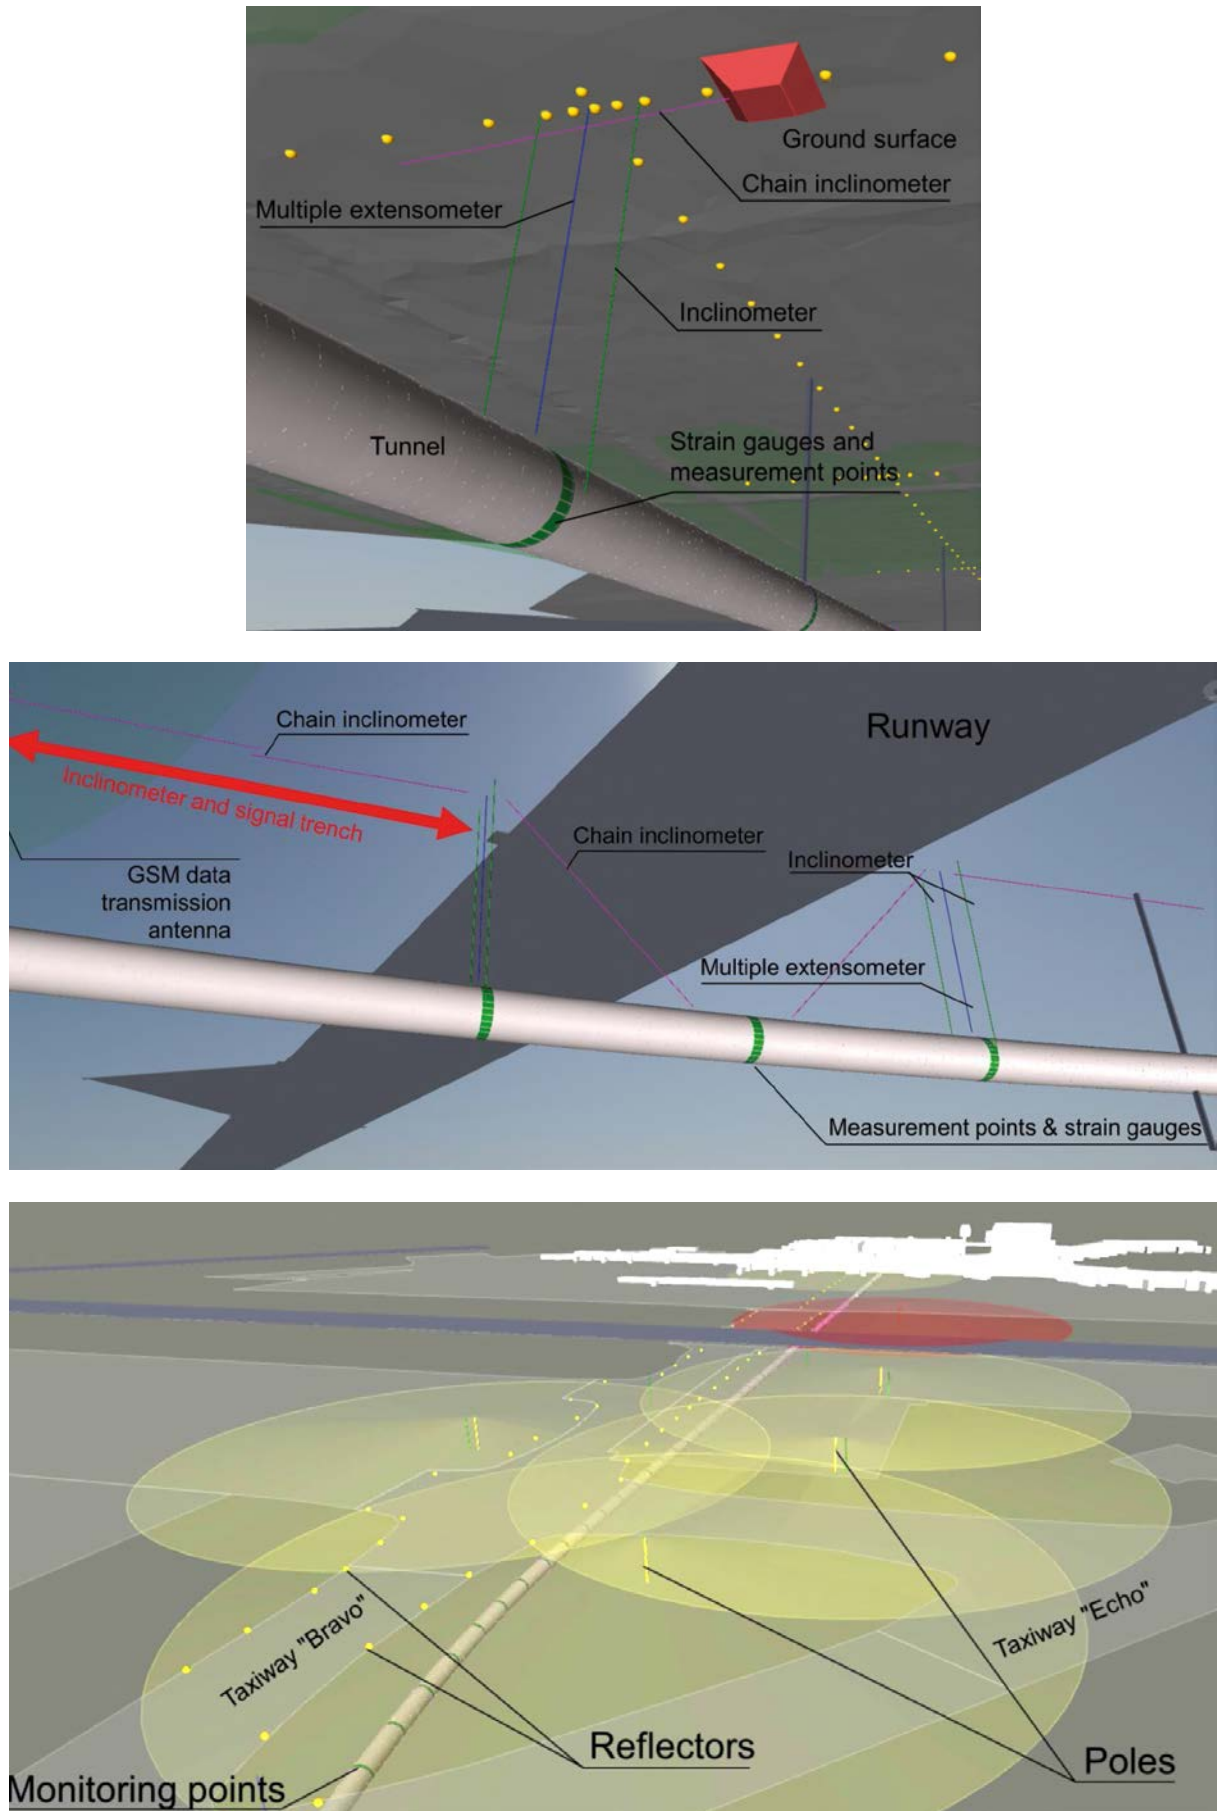 Ground surface
Chain inclinometer
Multiple extensometer
Inclinometer
Tunnel
Strain gauges and
measurement points
Chain inclinometer
Runway
Inclinometer and signal trench
Chain inclinometer
Inclinometer
GSM data
transmission
antenna
Multiple extensometer
Measurement points & strain gauges
Taxiway "Bravo"
Taxiway "Echo"
Reflectors
Poles
Monitoring points